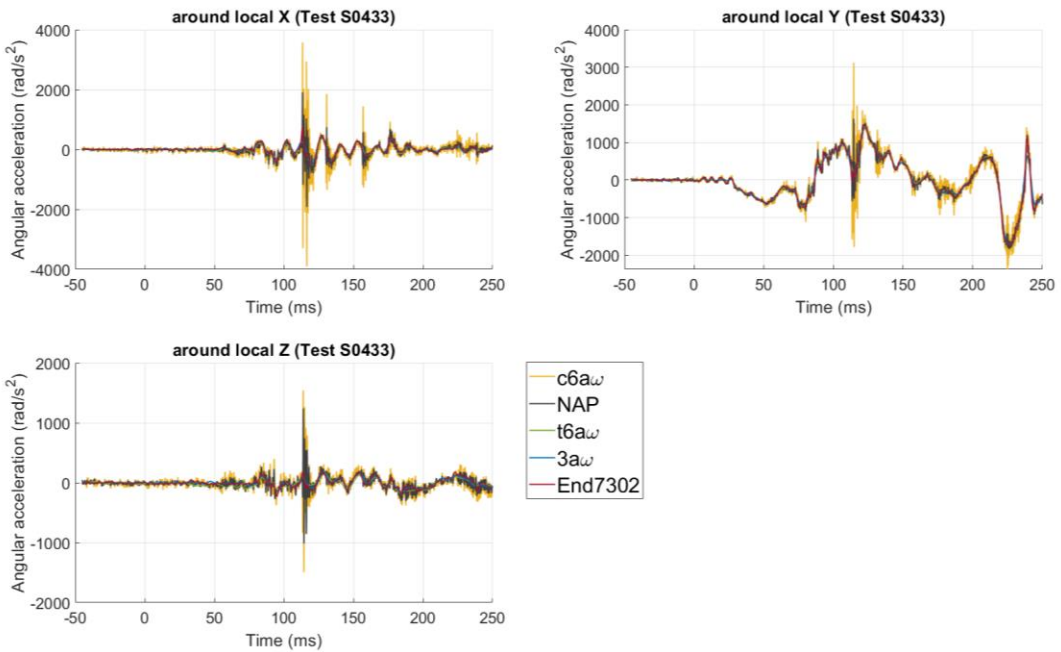 around local X (Test S0433)
Angular acceleration (rad/s²)
4000
2000
0
-2000
-4000
-50 0 50 100 150 200 250
Time (ms)
around local Y (Test S0433)
Angular acceleration (rad/s²)
4000
3000
2000
1000
0
-1000
-2000
-50 0 50 100 150 200 250
Time (ms)
around local Z (Test S0433)
Angular acceleration (rad/s²)
2000
1000
0
-1000
-2000
-50 0 50 100 150 200 250
Time (ms)
c6aω
NAP
t6aω
3aω
End7302